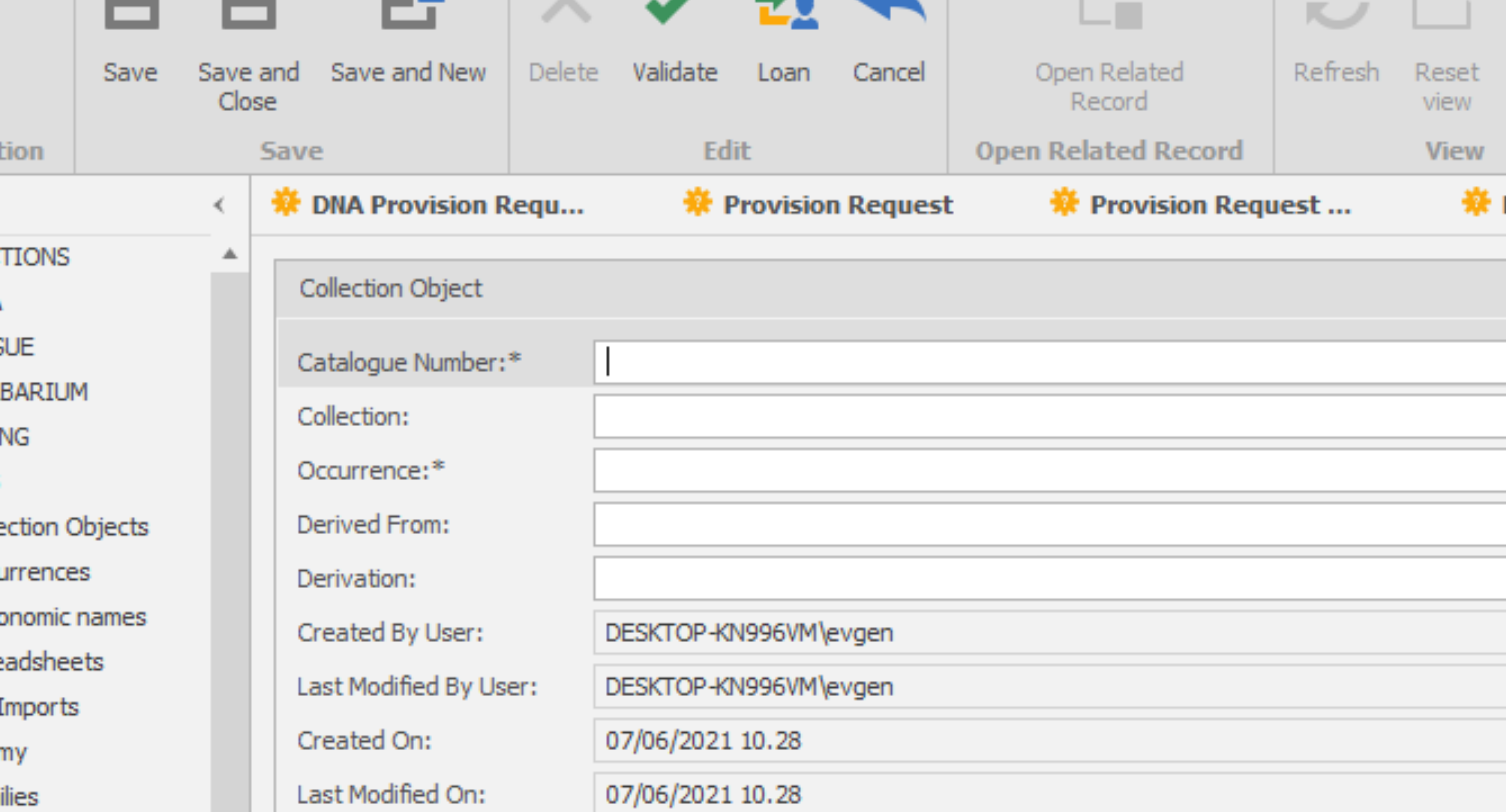 Save
Save and Close
Save and New
Delete
Validate
Loan
Cancel
Open Related Record
Refresh
Reset view
Save
Edit
Open Related Record
View
DNA Provision Requ...
Provision Request
Provision Request ...
Collection Object
Catalogue Number:*
Collection:
Occurrence:*
Derived From:
Derivation:
Created By User: DESKTOP-KN996VM\evgen
Last Modified By User: DESKTOP-KN996VM\evgen
Created On: 07/06/2021 10.28
Last Modified On: 07/06/2021 10.28
tion
TIONS
BARIUM
NG
ection Objects
urrences
onomic names
eadsheets
Imports
my
ilies